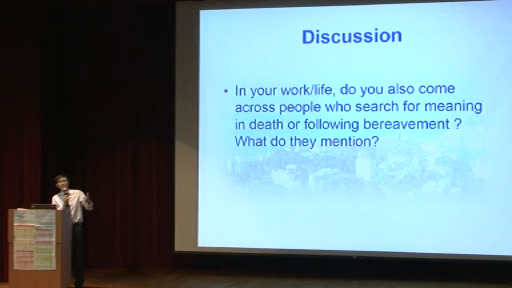 Discussion
• In your work/life, do you also come
across people who search for meaning
in death or following bereavement ?
What do they mention?